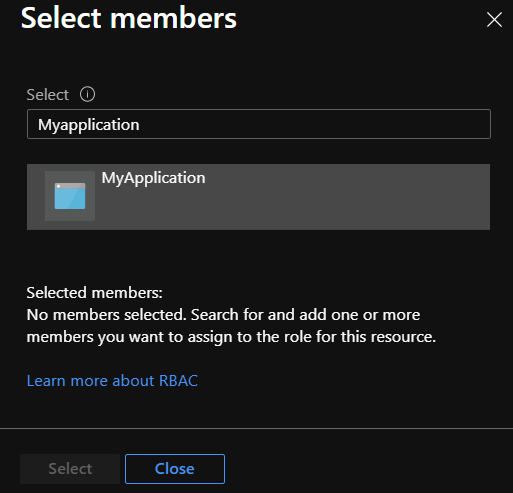 Select members
Select
Myapplication
MyApplication
Selected members:
No members selected. Search for and add one or more
members you want to assign to the role for this resource.
Learn more about RBAC
Select
Close